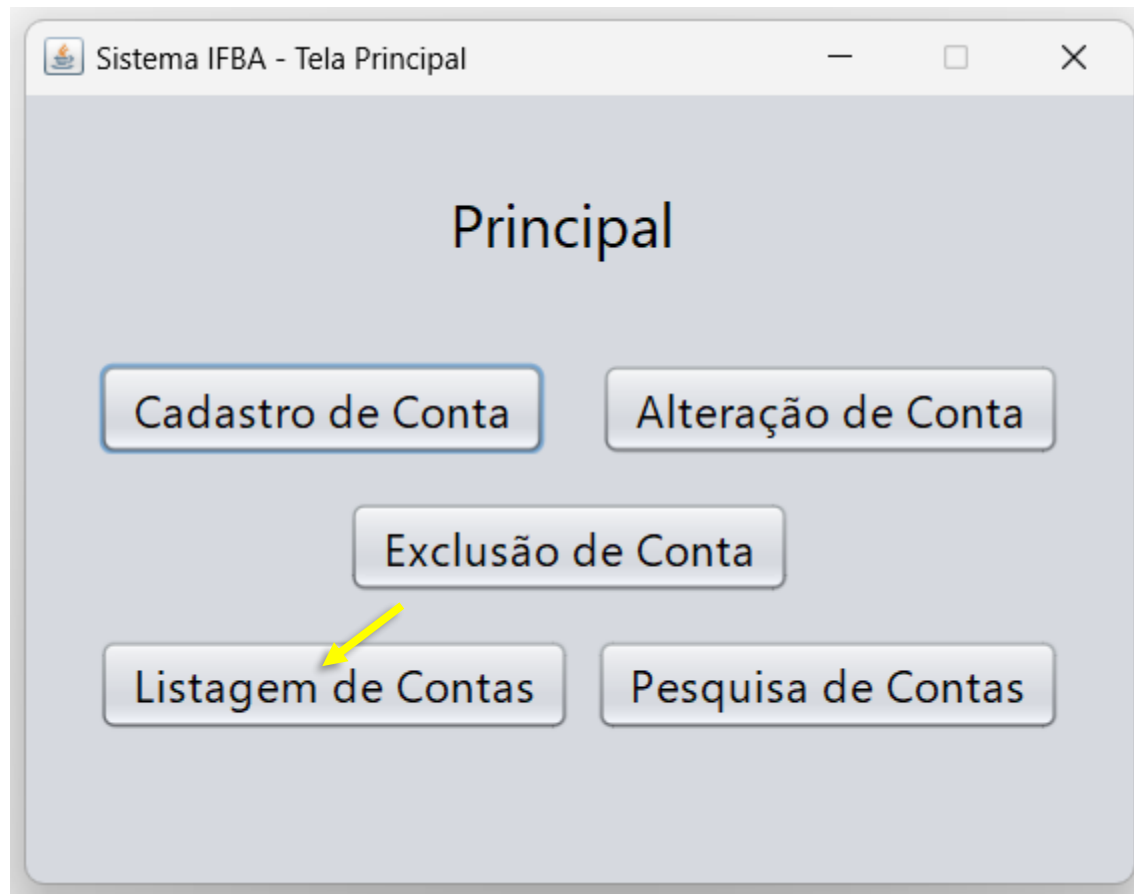 Sistema IFBA - Tela Principal
Principal
Cadastro de Conta
Alteração de Conta
Exclusão de Conta
Listagem de Contas
Pesquisa de Contas